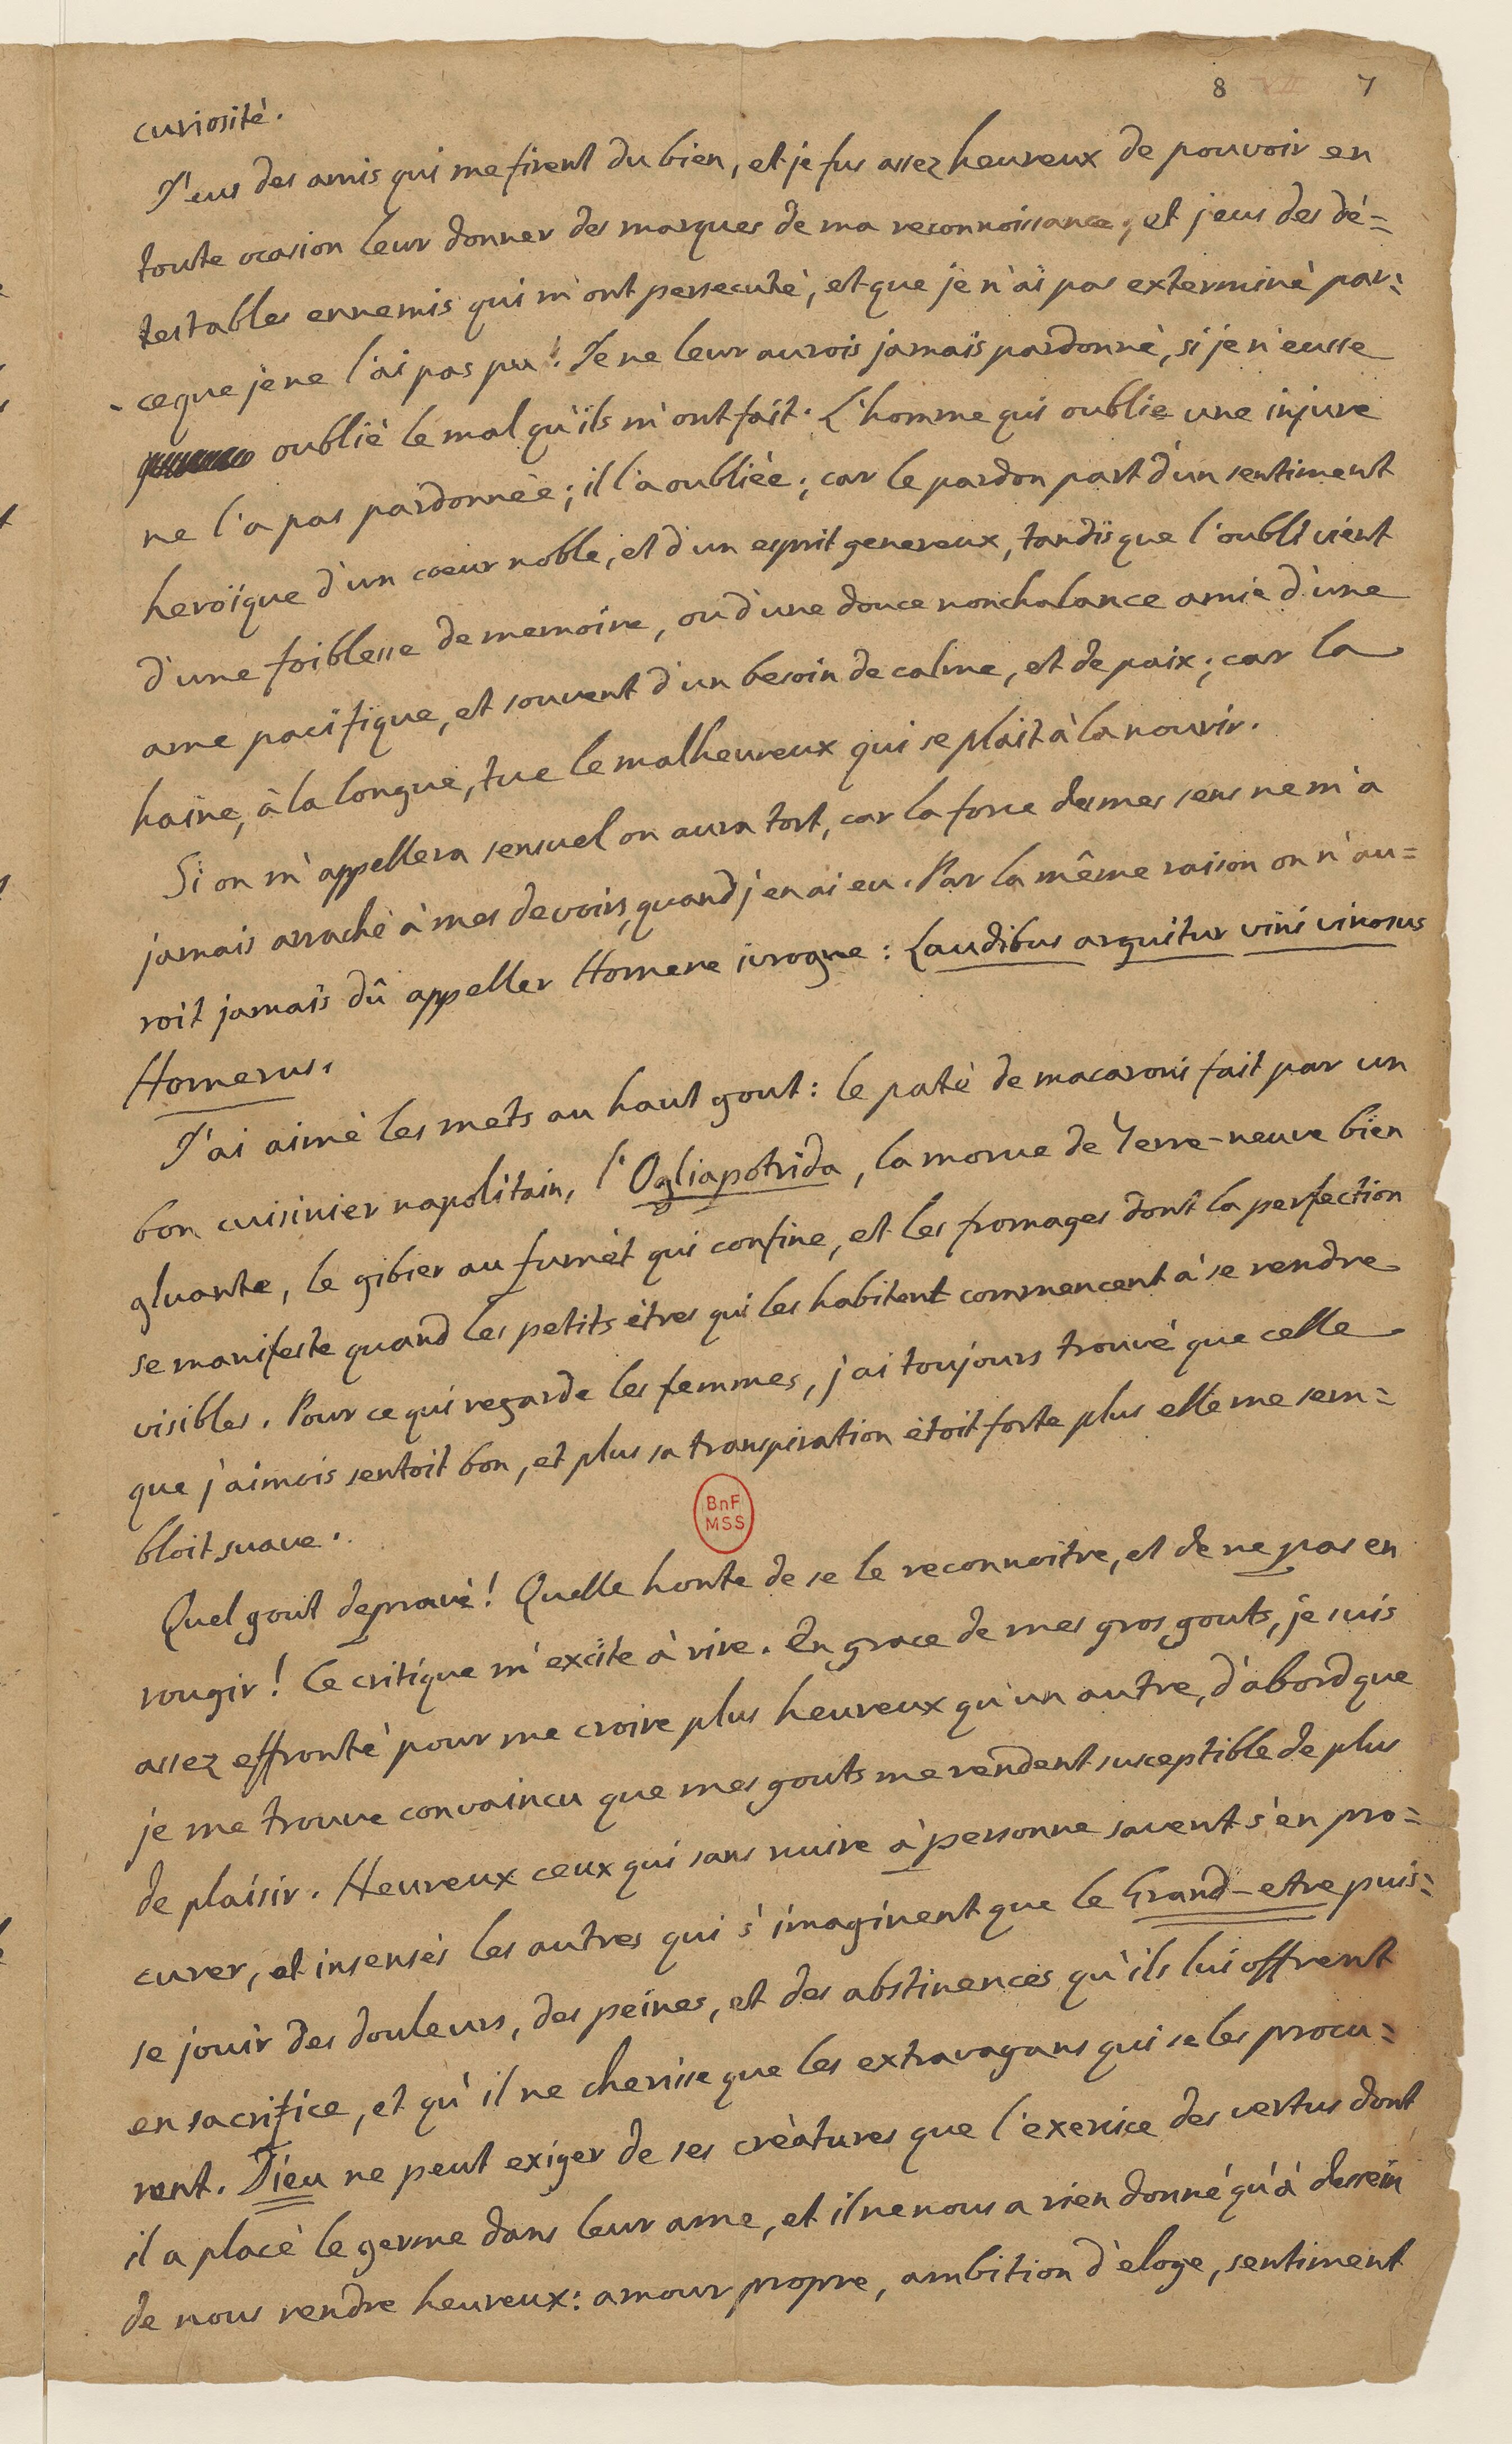 8 VII 7
curiosité.
J'eus des amis qui me firent du bien, et je fus assez heureux de pouvoir en
toute ocasion leur donner des marques de ma reconnoissance, et j'eus des dé=
testables ennemis qui m'ont persecuté, et que je n'ai pas exterminé par=
ceque je ne l'ai pas pu. Je ne leur aurois jamais pardonné, si je n'eusse
oublié le mal qu'ils m'ont fait. L'homme qui oublie une injure
ne l'a pas pardonnée; il l'a oubliée; car le pardon part d'un sentiment
heroïque d'un coeur noble, et d'un esprit genereux, tandis que l'oubli vient
d'une foiblesse de memoire, ou d'une douce nonchalance amie d'une
ame pacifique, et souvent d'un besoin de calme, et de paix; car la
haine, à la longue, tue le malheureux qui se plait à la nourir.
Si on m'appellera sensuel on aura tort, car la force de mes sens ne m'a
jamais arraché à mes devoirs quand j'en ai eu. Par la même raison on n'au=
roit jamais dû appeller Homere ivrogne: Laudibus arguitur vini vinosus
Homerus.
J'ai aimé les mets au haut gout: le paté de macaroni fait par un
bon cuisinier napolitain, l'Ogliapotrida, la morue de Terre-neuve bien
gluante, le gibier au fumèt qui confine, et les fromages dont la perfection
se manifeste quand les petits êtres qui les habitent commencent à se rendre
visibles. Pour ce qui regarde les femmes, j'ai toujours trouvé que celle
que j'aimois sentoit bon, et plus sa transpiration étoit forte plus elle me sem=
bloit suave.
BnF
MSS
Quel gout depravé! Quelle honte de se le reconnoitre, et de ne pas en
rougir! Ce critique m'excite à rire. En grace de mes gros gouts, je suis
assez effronté pour me croire plus heureux qu'un autre, d'abord que
je me trouve convaincu que mes gouts me rendent susceptible de plus
de plaisir. Heureux ceux qui sans nuire à personne savent s'en pro=
curer, et insensés les autres qui s'imaginent que le Grand-etre puis=
se jouir des douleurs, des peines, et des abstinences qu'ils lui offrent
en sacrifice, et qu'il ne cherisse que les extravagans qui se les procu=
rent. Dieu ne peut exiger de ses créatures que l'exercice des vertus dont
il a placé le germe dans leur ame, et il ne nous a rien donné qu'à dessein
de nous rendre heureux: amour propre, ambition d'eloge, sentiment